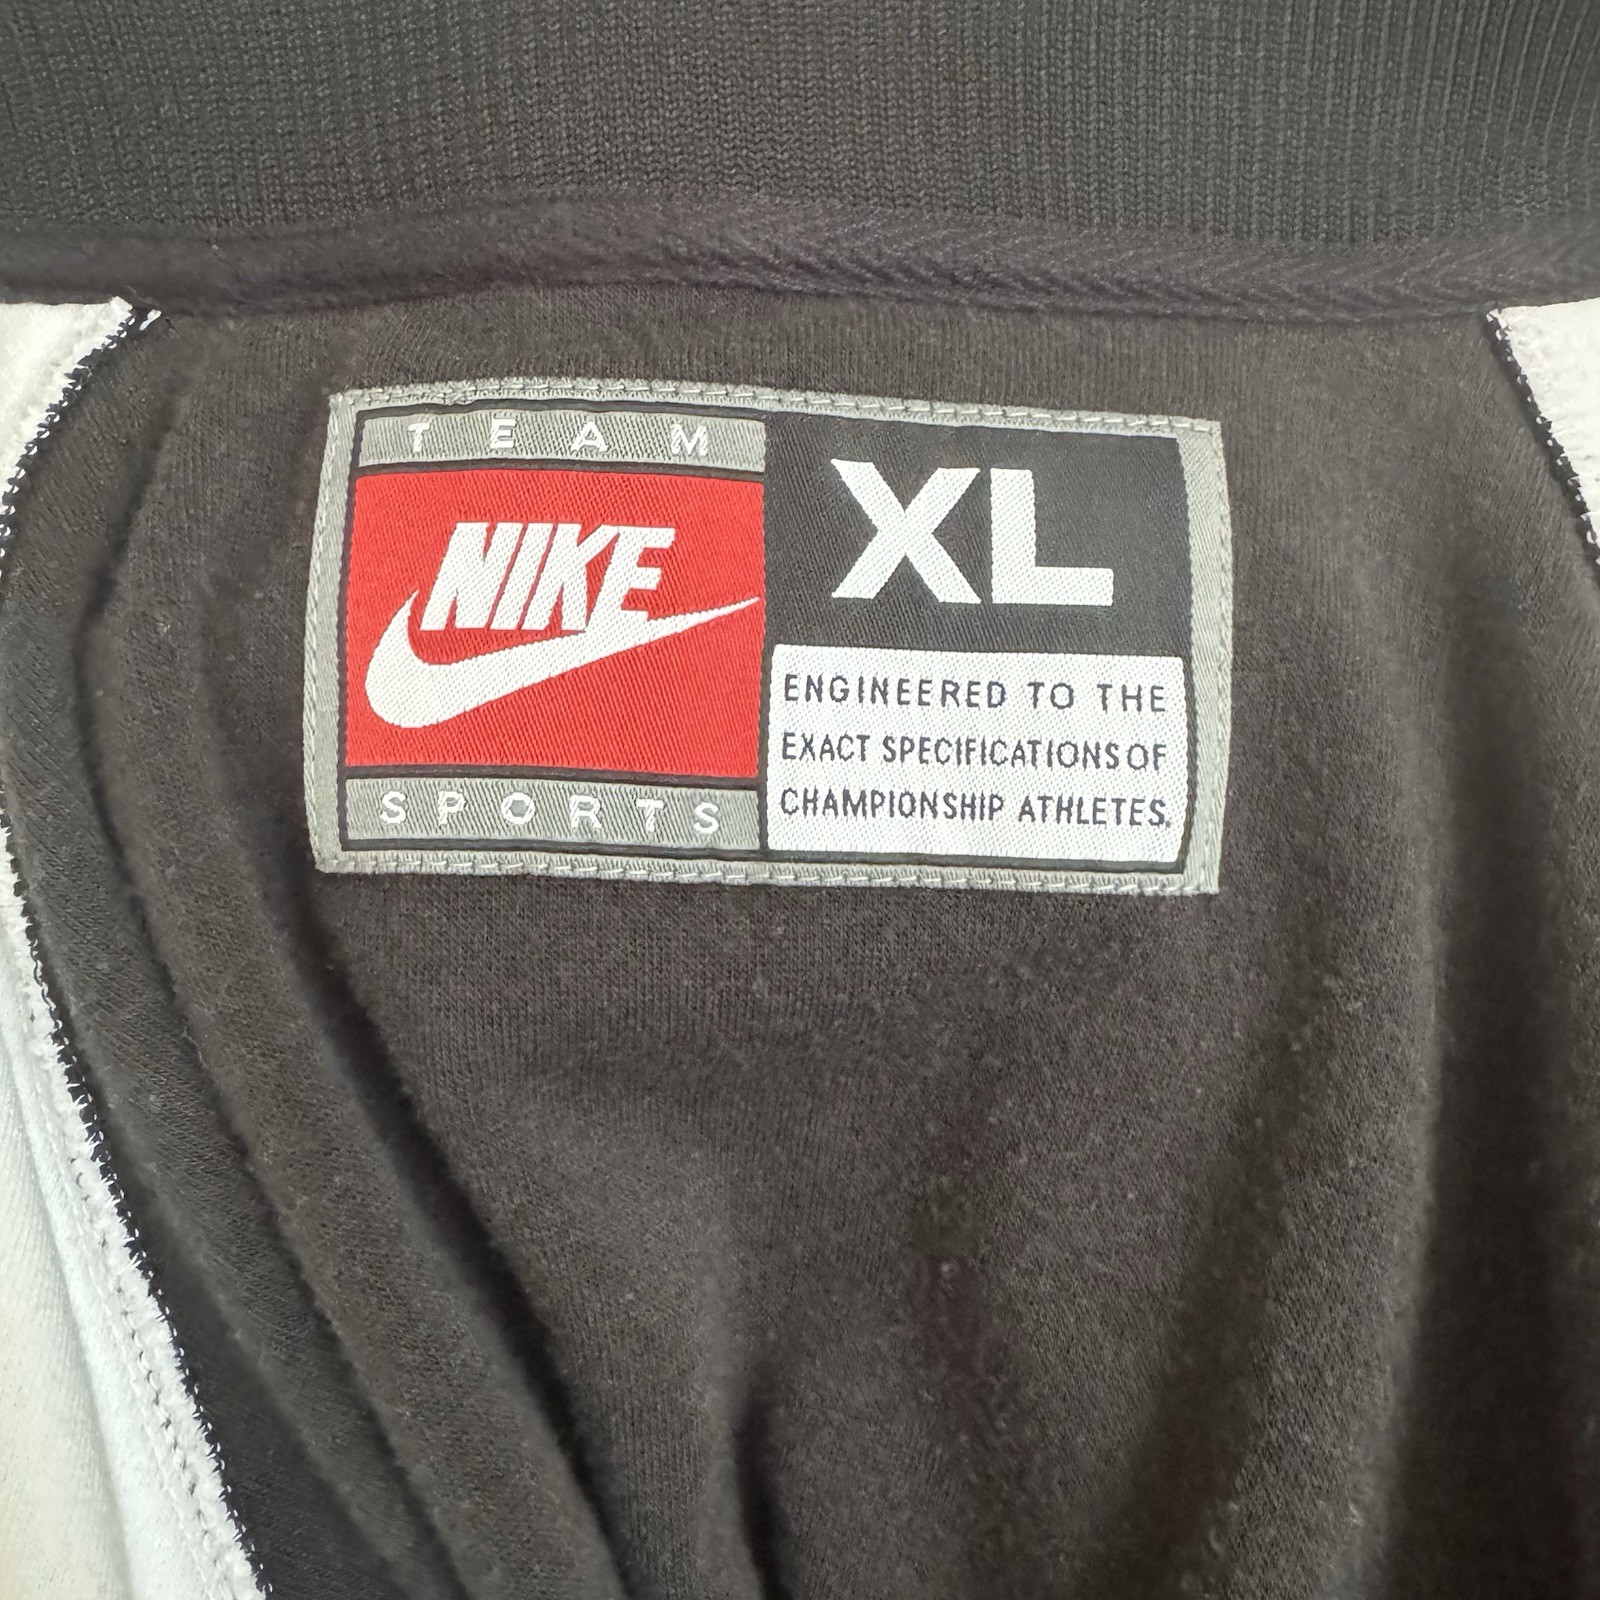 TEAM
NIKE
SPORTS
XL
ENGINEERED TO THE
EXACT SPECIFICATIONS OF
CHAMPIONSHIP ATHLETES.